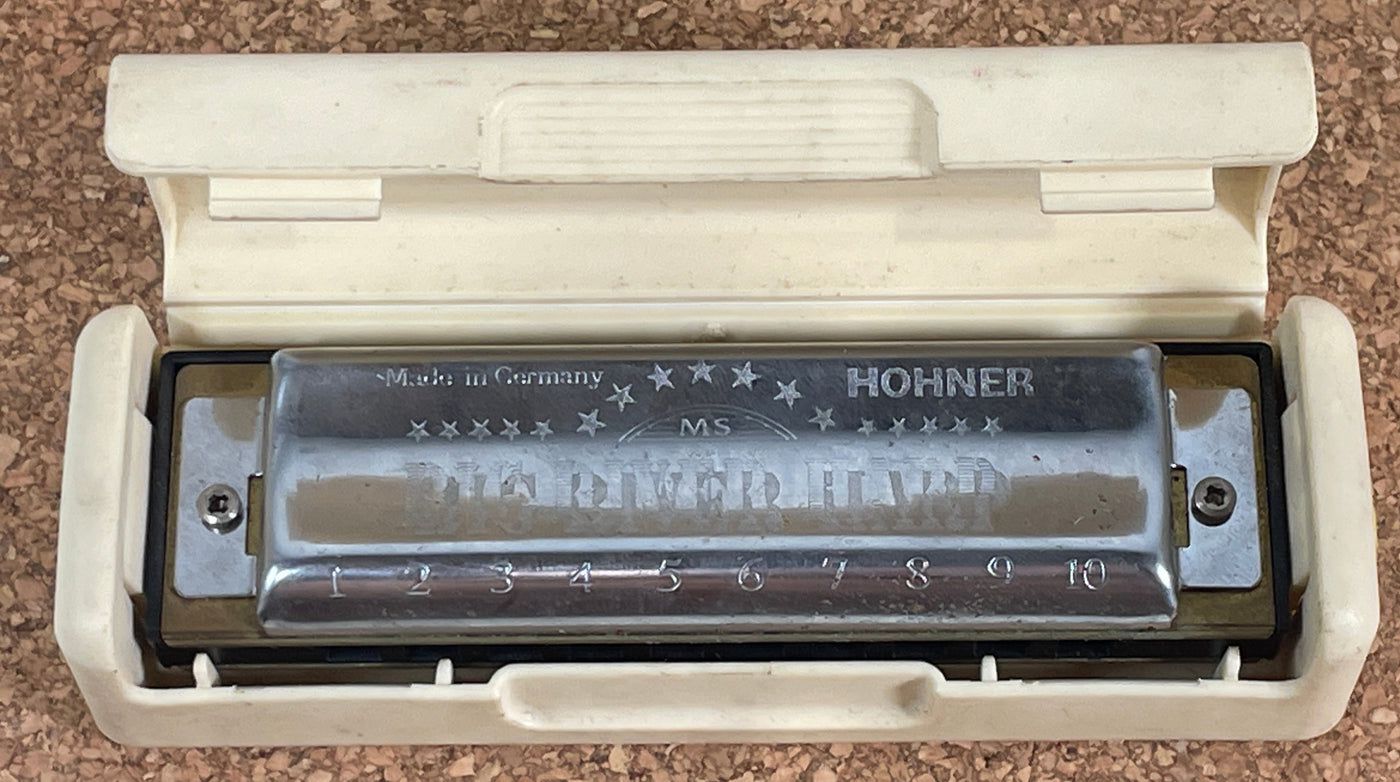 Made in Germany
HOHNER
MS
BIG RIVER HARP
1 2 3 4 5 6 7 8 9 10